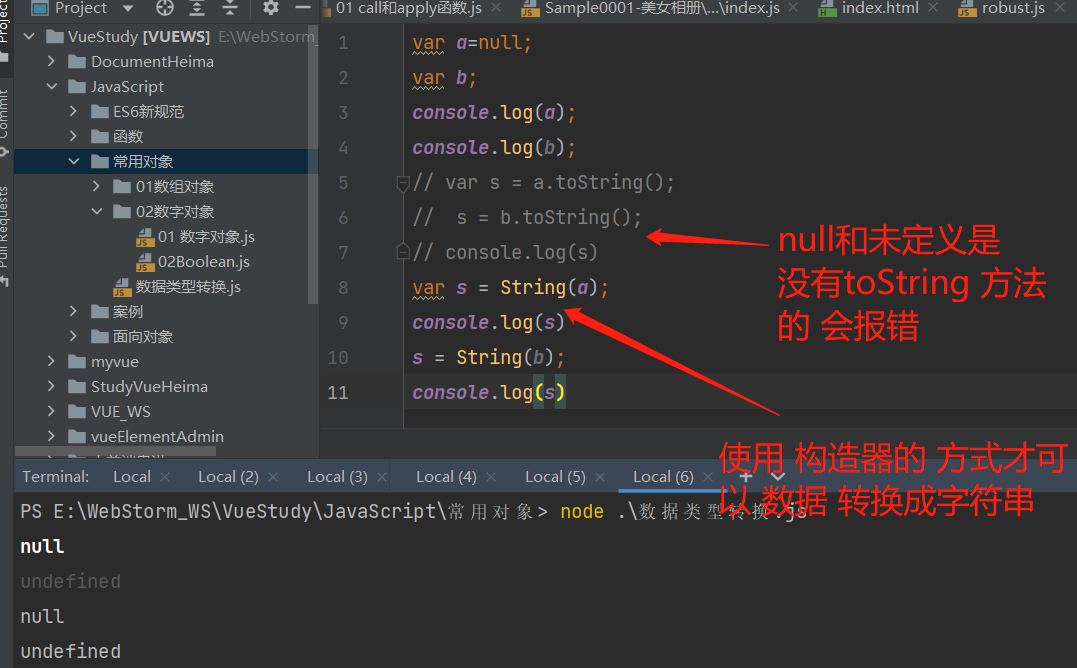 Project
01 call和apply函数.js
Sample0001-美女相册\...\index.js
index.html
robust.js
Project
VueStudy [VUEWS] E:\WebStorm_
DocumentHeima
JavaScript
ES6新规范
函数
常用对象
01数组对象
02数字对象
01 数字对象.js
02Boolean.js
数据类型转换.js
案例
面向对象
myvue
StudyVueHeima
VUE_WS
vueElementAdmin
Commit
Pull Requests
1 var a=null;
2 var b;
3 console.log(a);
4 console.log(b);
5 // var s = a.toString();
6 //  s = b.toString();
7 // console.log(s)
8 var s = String(a);
9 console.log(s)
10 s = String(b);
11 console.log(s)
null和未定义是
没有toString 方法
的 会报错
使用 构造器的 方式才可
以 数据 转换成字符串
Terminal: Local Local (2) Local (3) Local (4) Local (5) Local (6)
PS E:\WebStorm_WS\VueStudy\JavaScript\常用对象> node .\数据类型转换.js
null
undefined
null
undefined